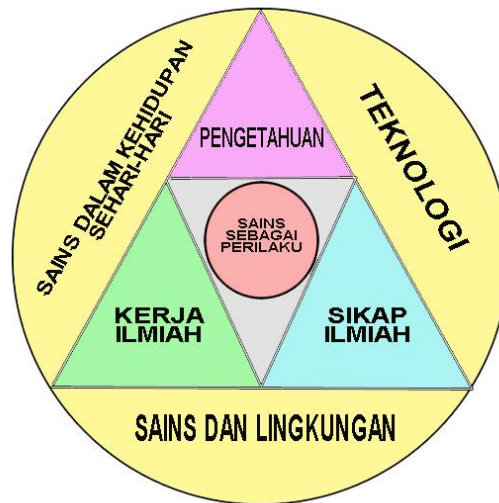 SAINS DALAM KEHIDUPAN
SEHARI-HARI
TEKNOLOGI
PENGETAHUAN
SAINS
SEBAGAI
PERILAKU
KERJA
ILMIAH
SIKAP
ILMIAH
SAINS DAN LINGKUNGAN